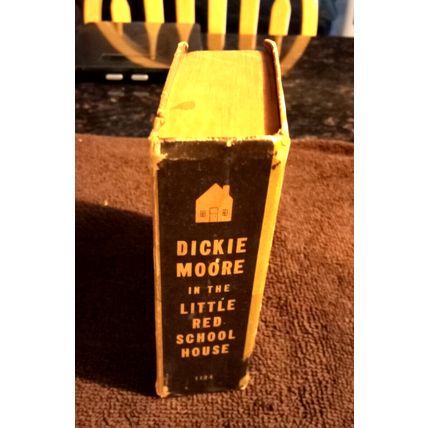 DICKIE
MOORE
IN THE
LITTLE
RED
SCHOOL
HOUSE